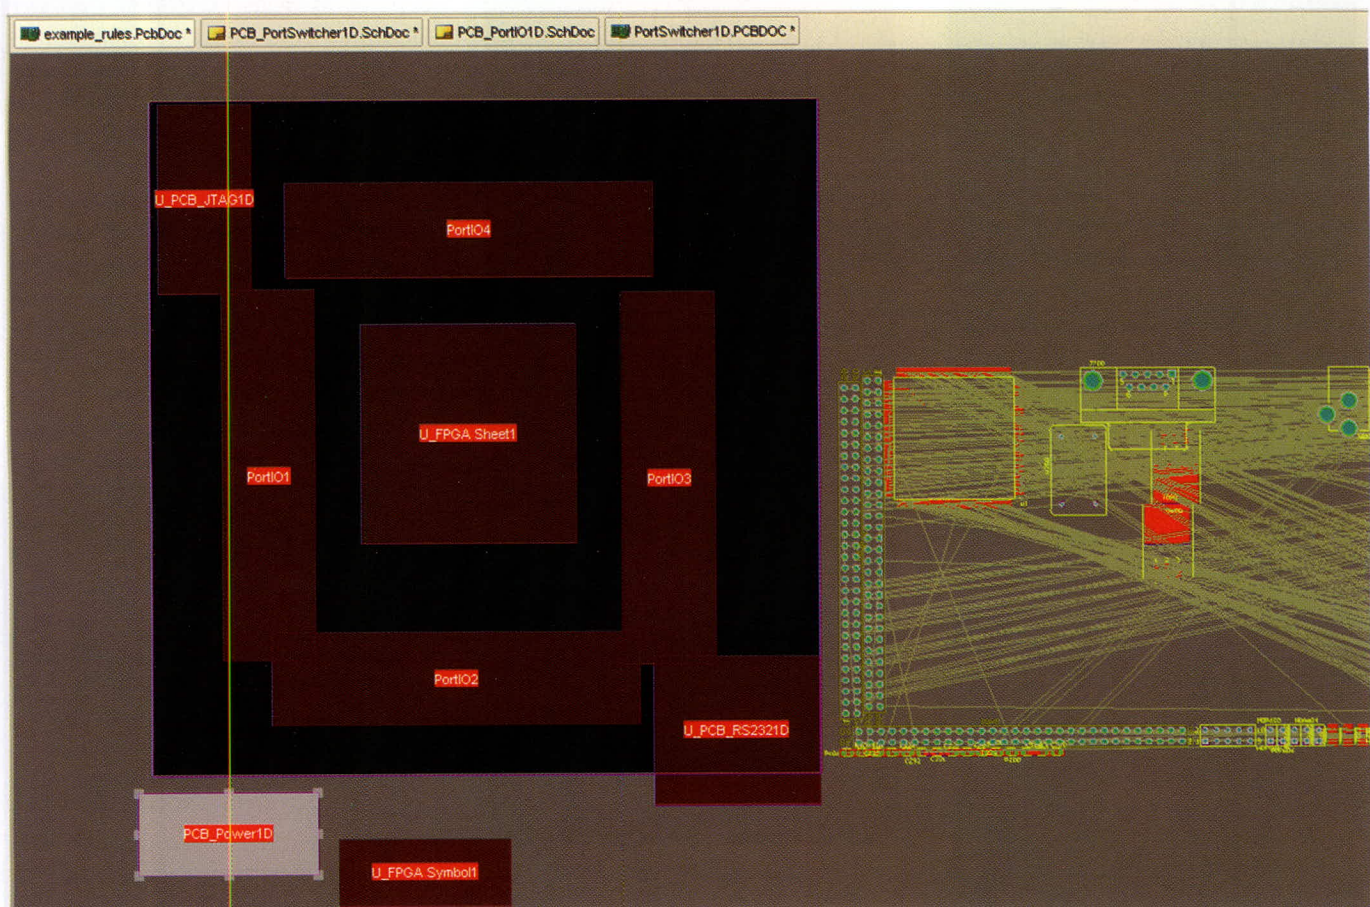 example_rules.PcbDoc *
PCB_PortSwitcher1D.SchDoc *
PCB_PortIO1D.SchDoc
PortSwitcher1D.PCBDOC *
U_PCB_JTAG1D
PortIO4
U_FPGA Sheet1
PortIO1
PortIO3
PortIO2
U_PCB_RS2321D
PCB_Power1D
U_FPGA Symbol1